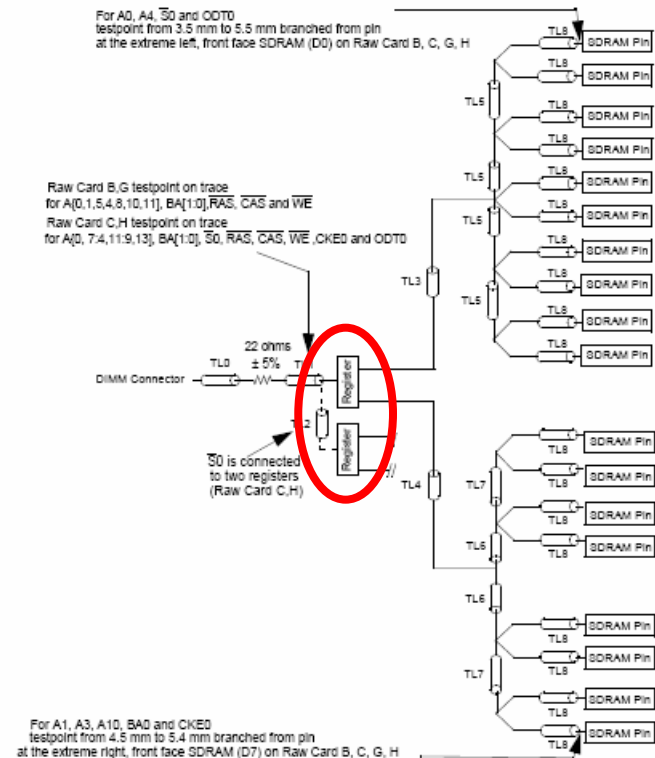 For A0, A4, S0 and ODT0
testpoint from 3.5 mm to 5.5 mm branched from pin
at the extreme left, front face SDRAM (D0) on Raw Card B, C, G, H
TL8
SDRAM Pin
TL8
SDRAM Pin
TL5
TL8
SDRAM Pin
TL8
SDRAM Pin
TL5
TL8
SDRAM Pin
Raw Card B,G testpoint on trace
for A[0,1,5,4,8,10,11], BA[1:0],RAS, CAS and WE
Raw Card C,H testpoint on trace
for A[0, 7:4,11:9,13], BA[1:0], S0, RAS, CAS, WE ,CKE0 and ODT0
TL5
TL8
SDRAM Pin
TL3
TL8
SDRAM Pin
TL5
TL8
SDRAM Pin
TL8
SDRAM Pin
22 ohms
± 5%
TL0
DIMM Connector
Register
Register
S0 is connected
to two registers
(Raw Card C,H)
TL4
TL8
SDRAM Pin
TL7
TL8
SDRAM Pin
TL8
SDRAM Pin
TL6
TL8
SDRAM Pin
TL6
TL8
SDRAM Pin
TL8
SDRAM Pin
TL7
TL8
SDRAM Pin
TL8
SDRAM Pin
For A1, A3, A10, BA0 and CKE0
testpoint from 4.5 mm to 5.4 mm branched from pin
at the extreme right, front face SDRAM (D7) on Raw Card B, C, G, H